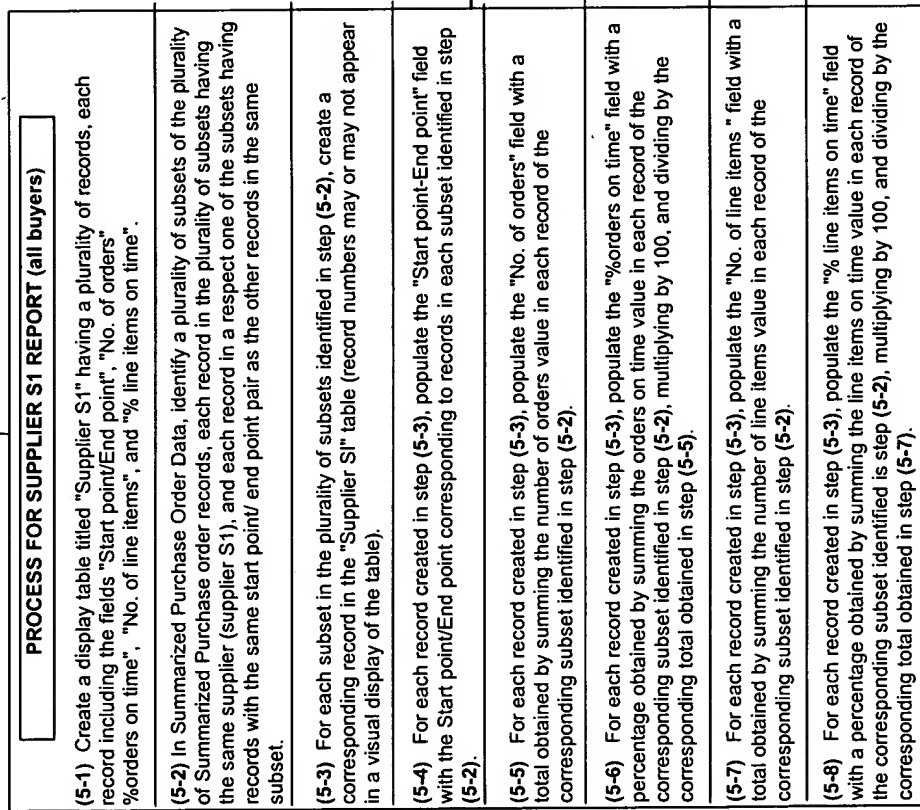 PROCESS FOR SUPPLIER S1 REPORT (all buyers)
(5-1) Create a display table titled "Supplier S1" having a plurality of records, each
record including the fields "Start point/End point", "No. of orders"
%orders on time", "No. of line items", and "% line items on time".
(5-2) In Summarized Purchase Order Data, identify a plurality of subsets of the plurality
of Summarized Purchase order records, each record in the plurality of subsets having
the same supplier (supplier S1), and each record in a respect one of the subsets having
records with the same start point/ end point pair as the other records in the same
subset.
(5-3) For each subset in the plurality of subsets identified in step (5-2), create a
corresponding record in the "Supplier SI" table (record numbers may or may not appear
in a visual display of the table).
(5-4) For each record created in step (5-3), populate the "Start point-End point" field
with the Start point/End point corresponding to records in each subset identified in step
(5-2).
(5-5) For each record created in step (5-3), populate the "No. of orders" field with a
total obtained by summing the number of orders value in each record of the
corresponding subset identified in step (5-2).
(5-6) For each record created in step (5-3), populate the "%orders on time" field with a
percentage obtained by summing the orders on time value in each record of the
corresponding subset identified in step (5-2), multiplying by 100, and dividing by the
corresponding total obtained in step (5-5).
(5-7) For each record created in step (5-3), populate the "No. of line items " field with a
total obtained by summing the number of line items value in each record of the
corresponding subset identified in step (5-2).
(5-8) For each record created in step (5-3), populate the "% line items on time" field
with a percentage obtained by summing the line items on time value in each record of
the corresponding subset identified is step (5-2), multiplying by 100, and dividing by the
corresponding total obtained in step (5-7).